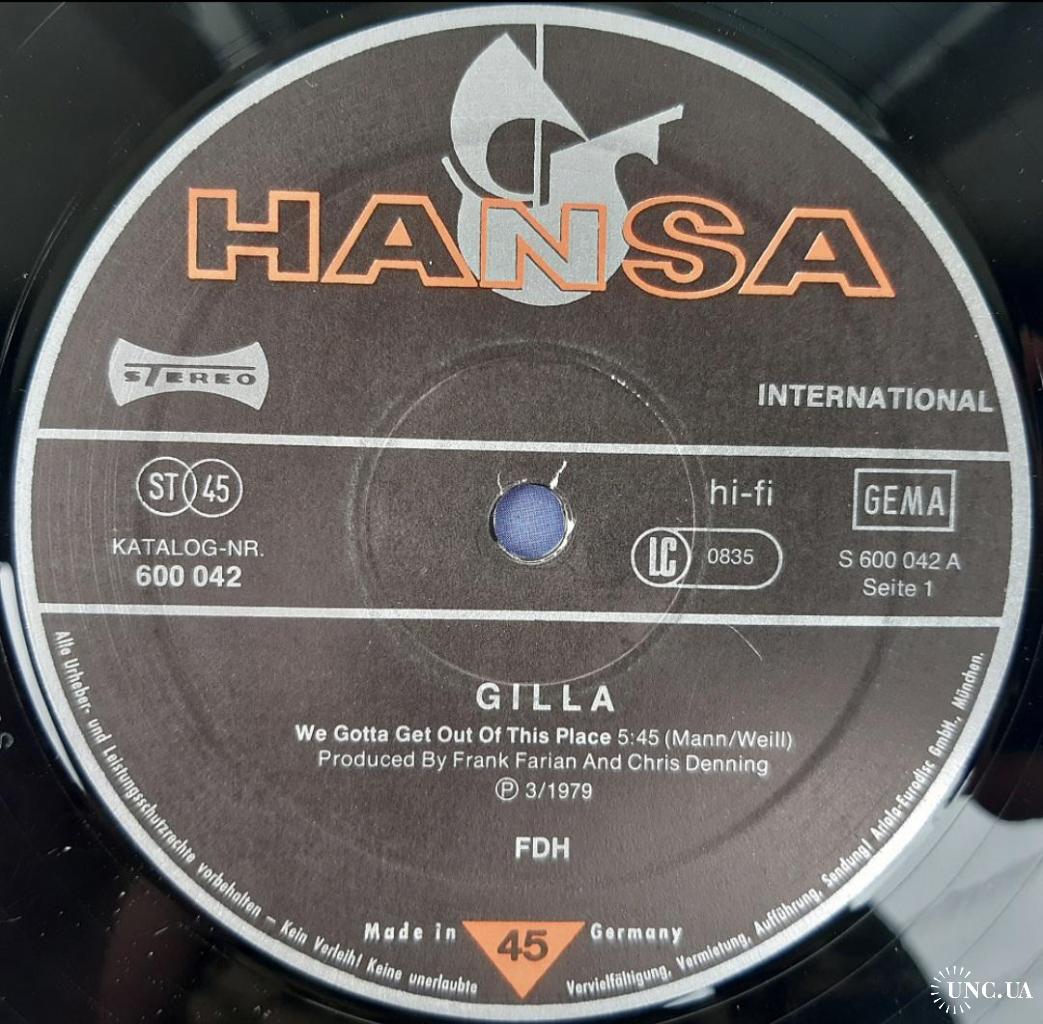 HANSA
STEREO
INTERNATIONAL
ST 45
hi-fi
GEMA
KATALOG-NR.
600 042
LC 0835
S 600 042 A
Seite 1
GILLA
We Gotta Get Out Of This Place 5:45 (Mann/Weill)
Produced By Frank Farian And Chris Denning
℗ 3/1979
FDH
Made in 45 Germany
Alle Urheber- und Leistungsschutzrechte vorbehalten – Kein Verleih! Keine unerlaubte Vervielfältigung, Vermietung, Aufführung, Sendung! Ariola-Eurodisc GmbH., München.
UNC.UA